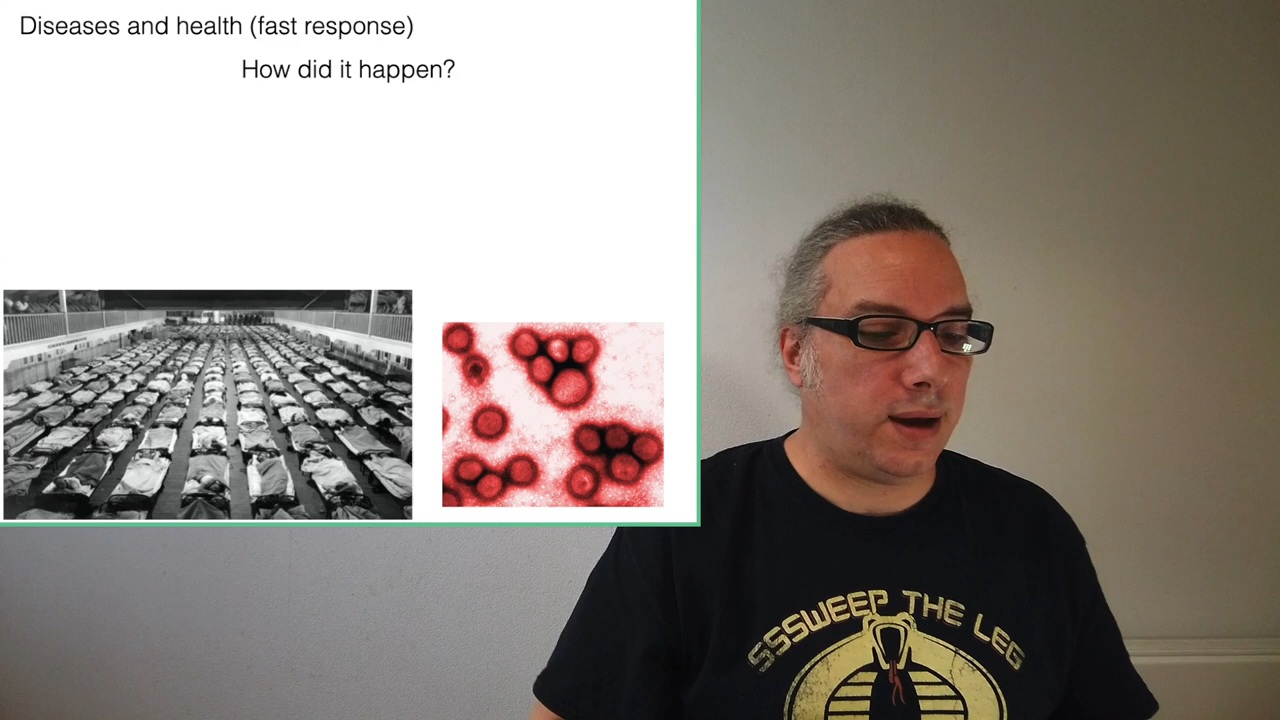 Diseases and health (fast response)
How did it happen?
SSSWEEP THE LEG